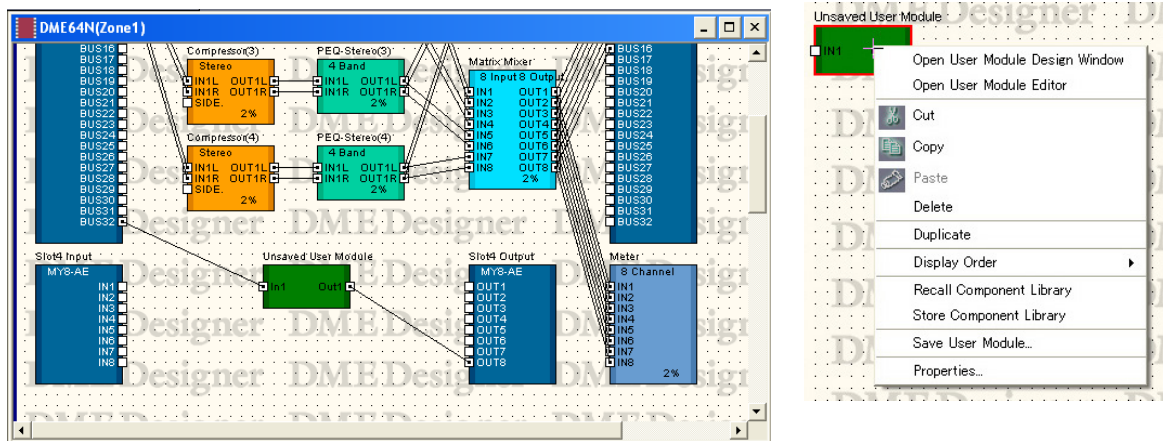 DME64N(Zone1)
BUS16
BUS17
BUS18
BUS19
BUS20
BUS21
BUS22
BUS23
BUS24
BUS25
BUS26
BUS27
BUS28
BUS29
BUS30
BUS31
BUS32
Compressor(3)
Stereo
IN1L OUT1L
IN1R OUT1R
SIDE.
2%
PEQ-Stereo(3)
4 Band
IN1L OUT1L
IN1R OUT1R
2%
Compressor(4)
Stereo
IN1L OUT1L
IN1R OUT1R
SIDE.
2%
PEQ-Stereo(4)
4 Band
IN1L OUT1L
IN1R OUT1R
2%
Matrix Mixer
8 Input 8 Outp
IN1 OUT1
IN2 OUT2
IN3 OUT3
IN4 OUT4
IN5 OUT5
IN6 OUT6
IN7 OUT7
IN8 OUT8
2%
BUS16
BUS17
BUS18
BUS19
BUS20
BUS21
BUS22
BUS23
BUS24
BUS25
BUS26
BUS27
BUS28
BUS29
BUS30
BUS31
BUS32
Slot4 Input
MY8-AE
IN1
IN2
IN3
IN4
IN5
IN6
IN7
IN8
Unsaved User Module
In1 Out1
Slot4 Output
MY8-AE
OUT1
OUT2
OUT3
OUT4
OUT5
OUT6
OUT7
OUT8
Meter
8 Channel
IN1
IN2
IN3
IN4
IN5
IN6
IN7
IN8
2%
DME Designer
Unsaved User Module
IN1
Open User Module Design Window
Open User Module Editor
Cut
Copy
Paste
Delete
Duplicate
Display Order
Recall Component Library
Store Component Library
Save User Module...
Properties...